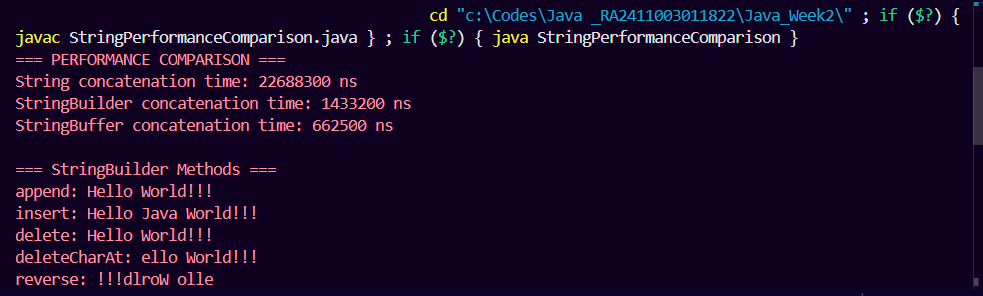 cd "c:\Codes\Java _RA2411003011822\Java_Week2\" ; if ($?) {
javac StringPerformanceComparison.java } ; if ($?) { java StringPerformanceComparison }
=== PERFORMANCE COMPARISON ===
String concatenation time: 22688300 ns
StringBuilder concatenation time: 1433200 ns
StringBuffer concatenation time: 662500 ns
=== StringBuilder Methods ===
append: Hello World!!!
insert: Hello Java World!!!
delete: Hello World!!!
deleteCharAt: ello World!!!
reverse: !!!dlroW olle